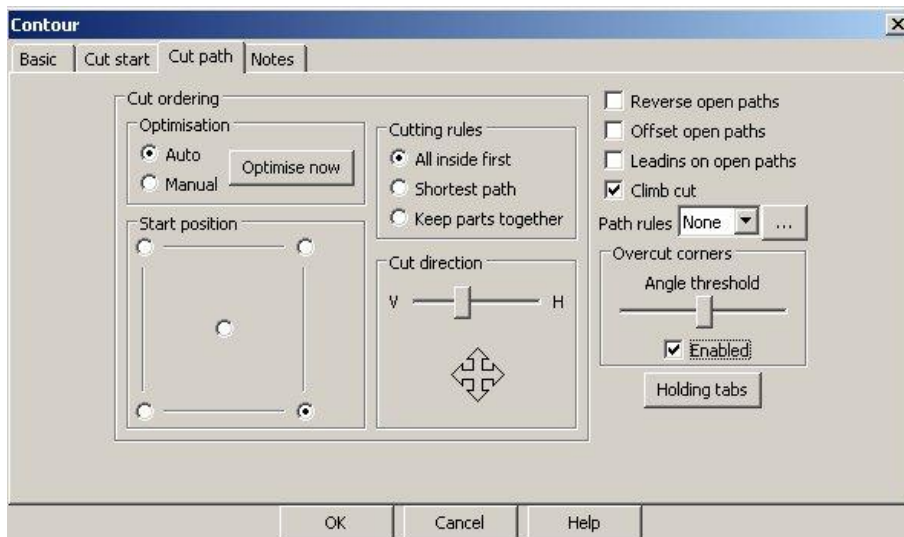 Contour
Basic Cut start Cut path Notes
Cut ordering
Optimisation
Auto
Manual
Optimise now
Cutting rules
All inside first
Shortest path
Keep parts together
Start position
Cut direction
V H
Reverse open paths
Offset open paths
Leadins on open paths
Climb cut
Path rules None ...
Overcut corners
Angle threshold
Enabled
Holding tabs
OK Cancel Help